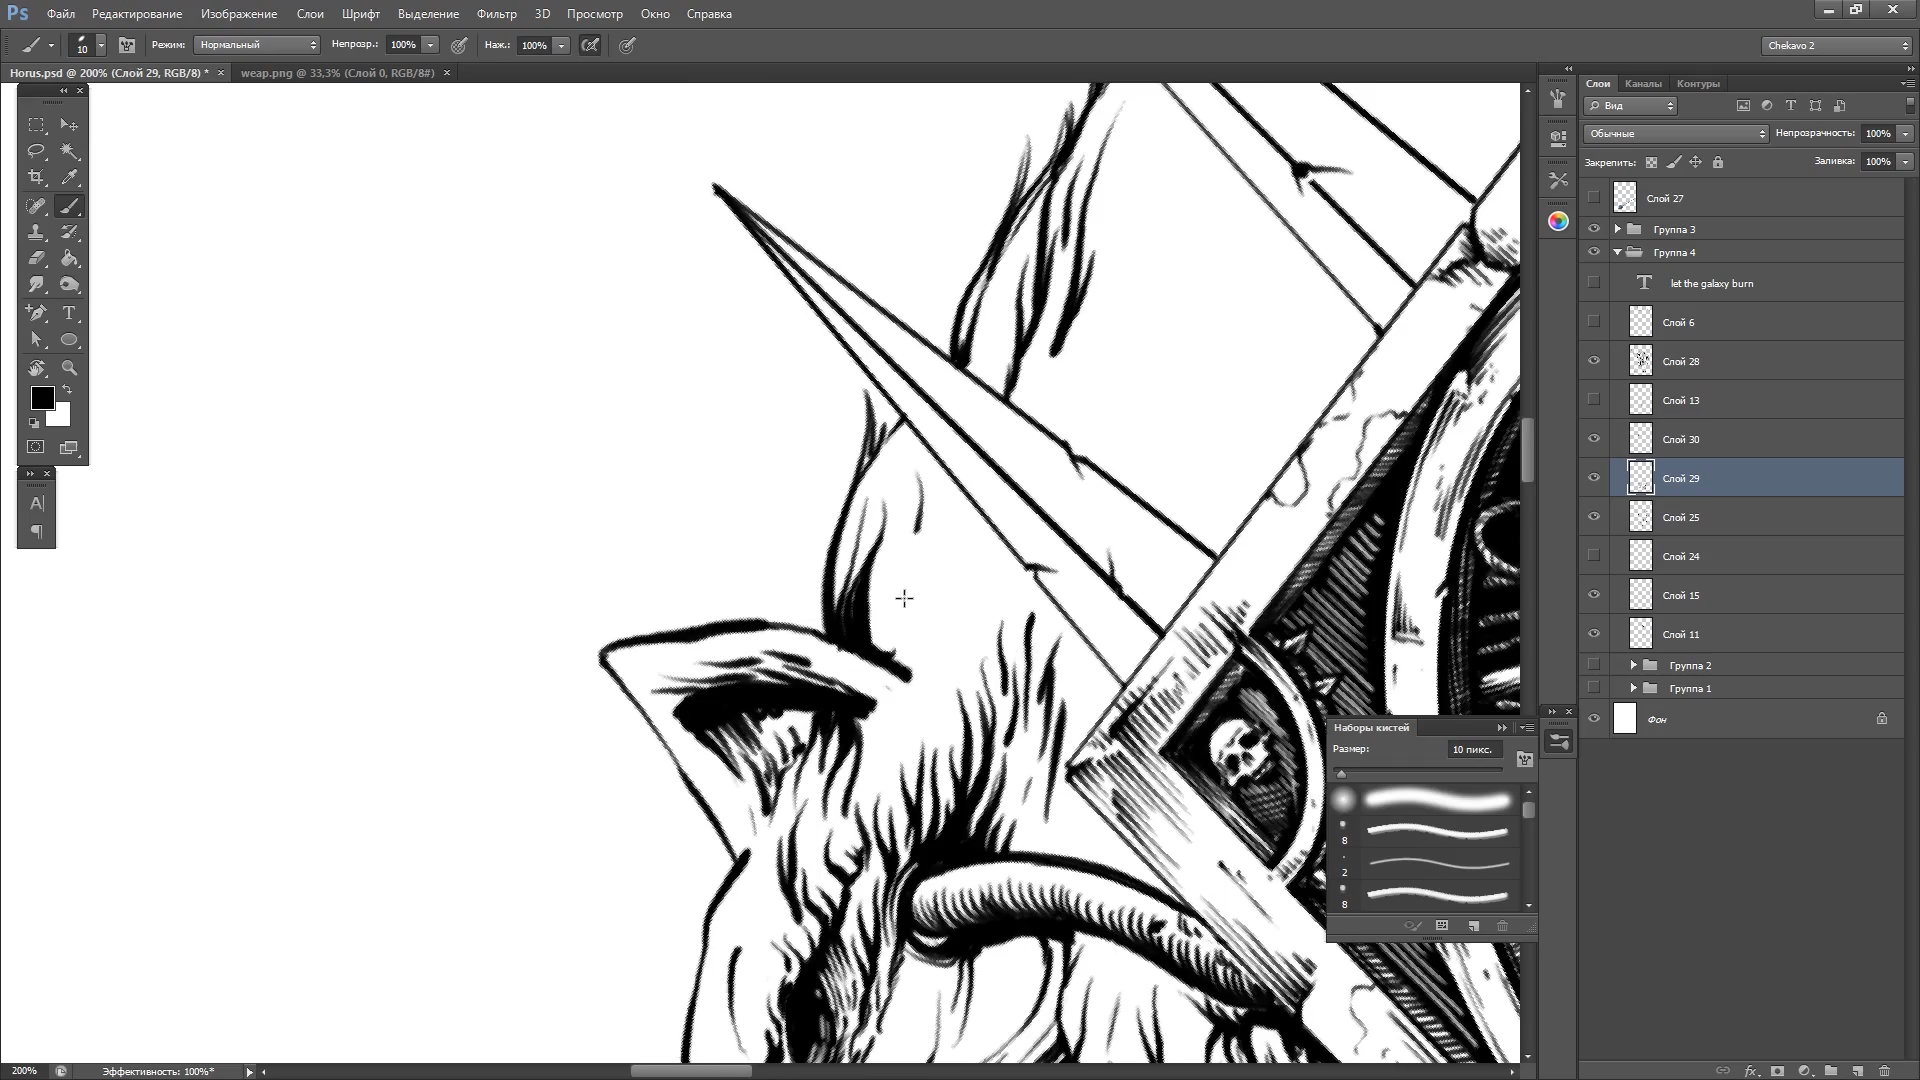 Ps Файл Редактирование Изображение Слои Шрифт Выделение Фильтр 3D Просмотр Окно Справка
10 Режим: Нормальный Непрозр.: 100% Наж.: 100% Chekavo 2
Horus.psd @ 200% (Слой 29, RGB/8) * × weap.png @ 33,3% (Слой 0, RGB/8#) ×
Слои Каналы Контуры
Вид
Обычные Непрозрачность: 100%
Закрепить: Заливка: 100%
Слой 27
Группа 3
Группа 4
T let the galaxy burn
Слой 6
Слой 28
Слой 13
Слой 30
Слой 29
Слой 25
Слой 24
Слой 15
Слой 11
Группа 2
Группа 1
Фон
Наборы кистей
Размер: 10 пикс.
8
2
8
200% Эффективность: 100%*